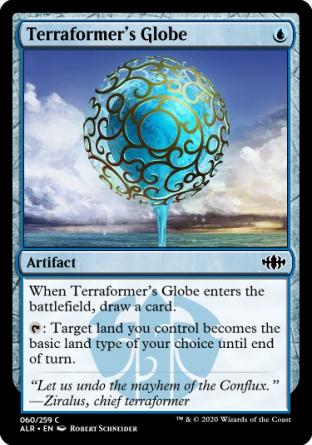 Terraformer's Globe
Artifact
When Terraformer's Globe enters the
battlefield, draw a card.
: Target land you control becomes the
basic land type of your choice until end
of turn.
"Let us undo the mayhem of the Conflux."
—Ziralus, chief terraformer
060/259 C
ALR • EN Robert Schneider
™ & © 2020 Wizards of the Coast